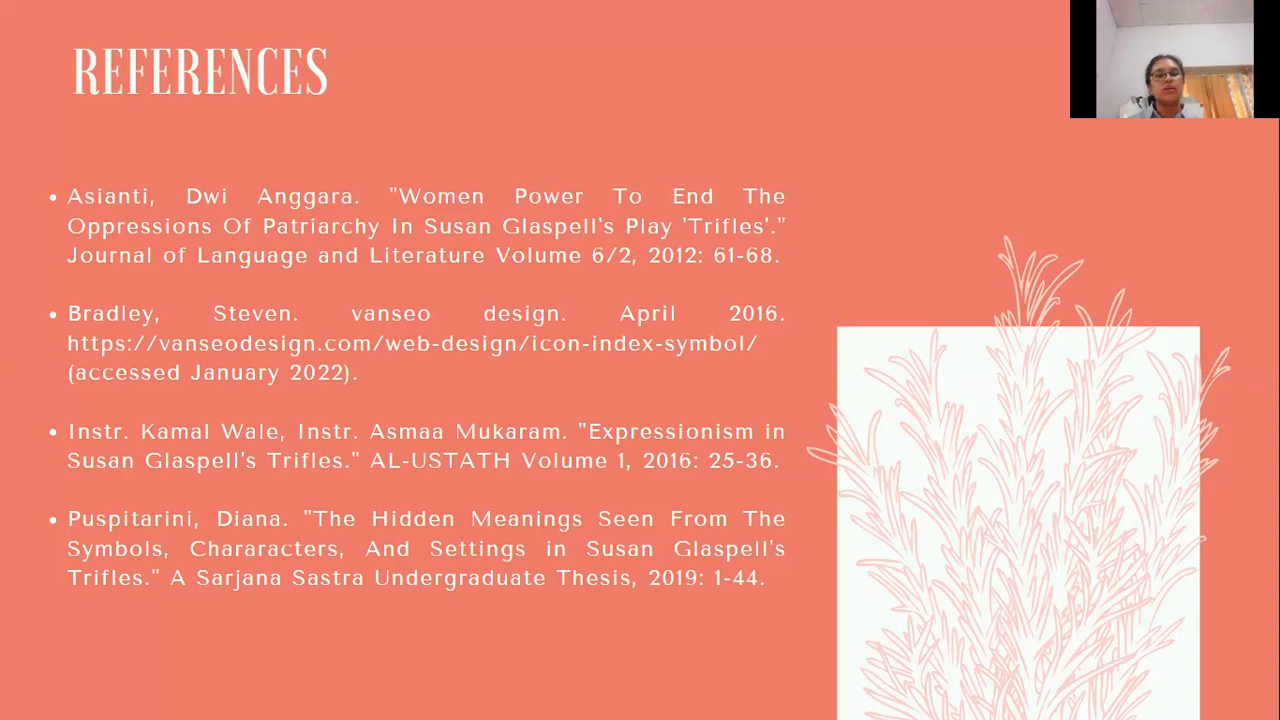 REFERENCES
Asianti, Dwi Anggara. "Women Power To End The
Oppressions Of Patriarchy In Susan Glaspell's Play 'Trifles'."
Journal of Language and Literature Volume 6/2, 2012: 61-68.
Bradley, Steven. vanseo design. April 2016.
https://vanseodesign.com/web-design/icon-index-symbol/
(accessed January 2022).
Instr. Kamal Wale, Instr. Asmaa Mukaram. "Expressionism in
Susan Glaspell's Trifles." AL-USTATH Volume 1, 2016: 25-36.
Puspitarini, Diana. "The Hidden Meanings Seen From The
Symbols, Chararacters, And Settings in Susan Glaspell's
Trifles." A Sarjana Sastra Undergraduate Thesis, 2019: 1-44.